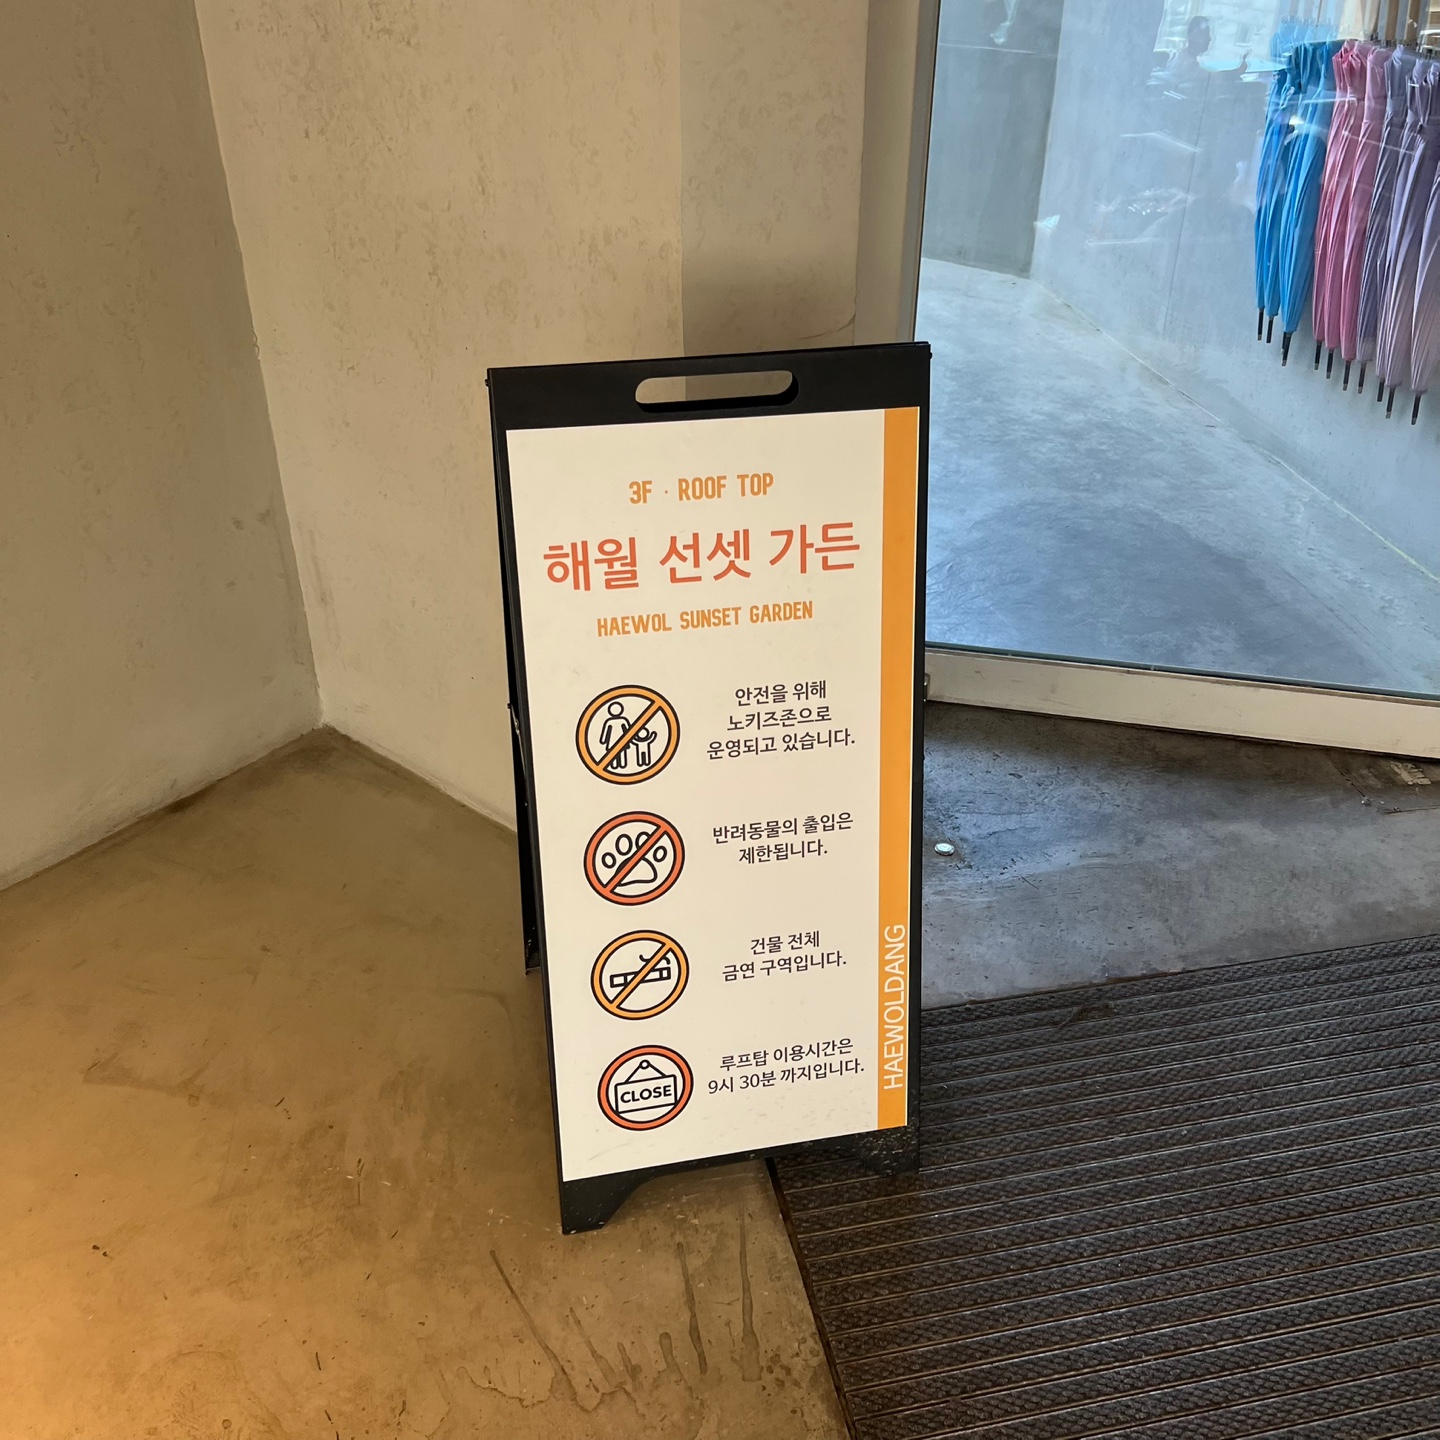 3F · ROOF TOP
해월 선셋 가든
HAEWOL SUNSET GARDEN
안전을 위해
노키즈존으로
운영되고 있습니다.
반려동물의 출입은
제한됩니다.
건물 전체
금연 구역입니다.
CLOSE
루프탑 이용시간은
9시 30분 까지입니다.
HAEWOLDANG